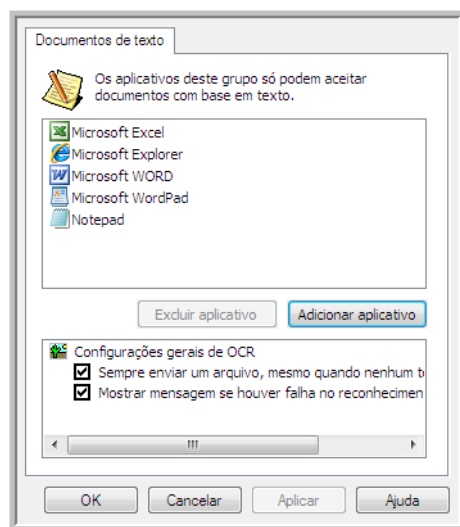 Documentos de texto
Os aplicativos deste grupo só podem aceitar
documentos com base em texto.
Microsoft Excel
Microsoft Explorer
Microsoft WORD
Microsoft WordPad
Notepad
Excluir aplicativo Adicionar aplicativo
Configurações gerais de OCR
Sempre enviar um arquivo, mesmo quando nenhum
Mostrar mensagem se houver falha no reconhecimen
OK Cancelar Aplicar Ajuda